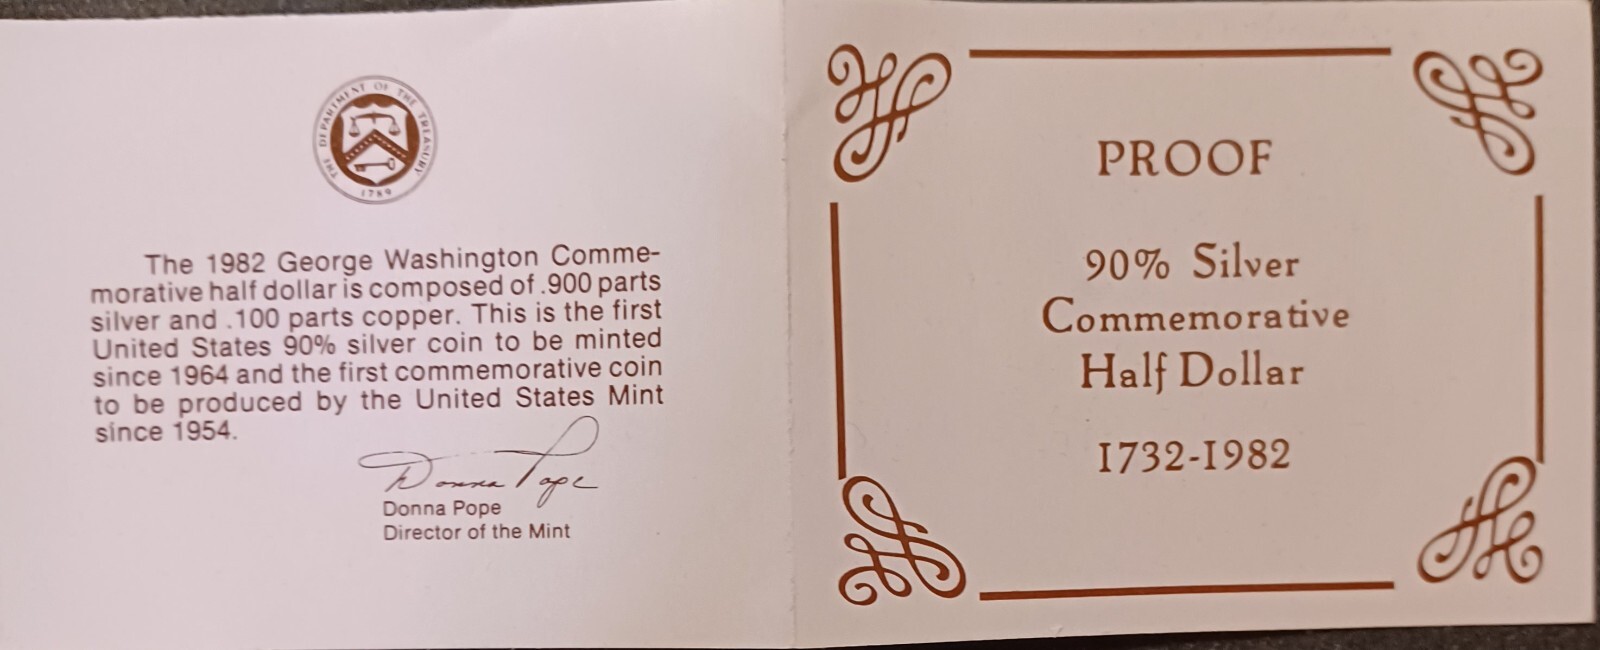 THE DEPARTMENT OF THE TREASURY
1789
The 1982 George Washington Comme-
morative half dollar is composed of .900 parts
silver and .100 parts copper. This is the first
United States 90% silver coin to be minted
since 1964 and the first commemorative coin
to be produced by the United States Mint
since 1954.
Donna Pope
Donna Pope
Director of the Mint
PROOF
90% Silver
Commemorative
Half Dollar
1732-1982